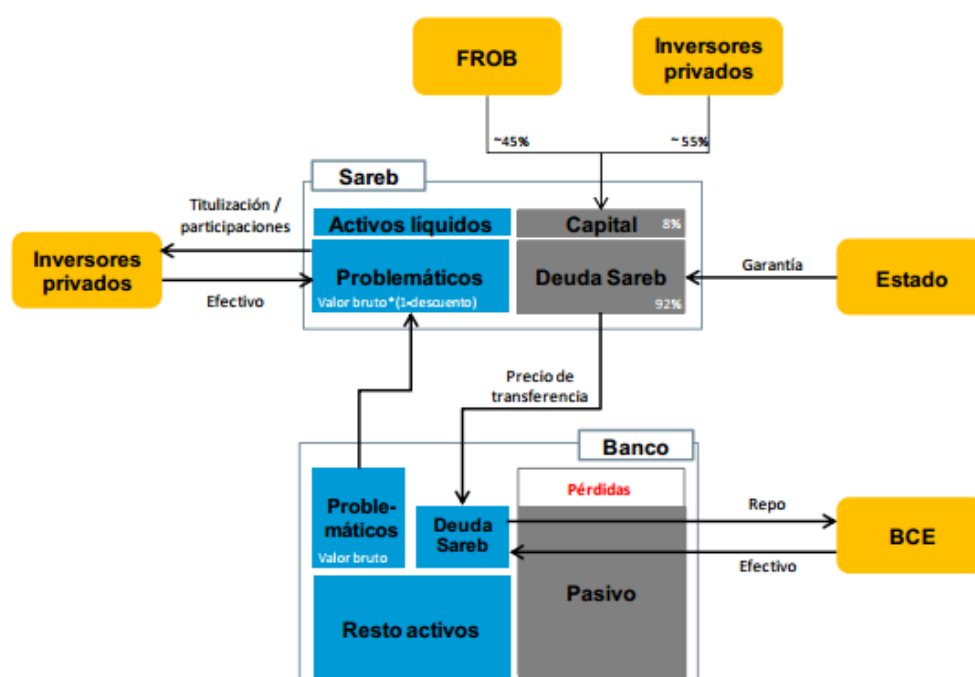 FROB
Inversores
privados
~45%
~ 55%
Sareb
Titulización /
participaciones
Activos líquidos
Capital
8%
Inversores
privados
Problemáticos
Deuda Sareb
Garantía
Estado
Efectivo
Valor bruto*(1-descuento)
92%
Precio de
transferencia
Banco
Proble-
máticos
Valor bruto
Deuda
Sareb
Pérdidas
Repo
BCE
Efectivo
Pasivo
Resto activos